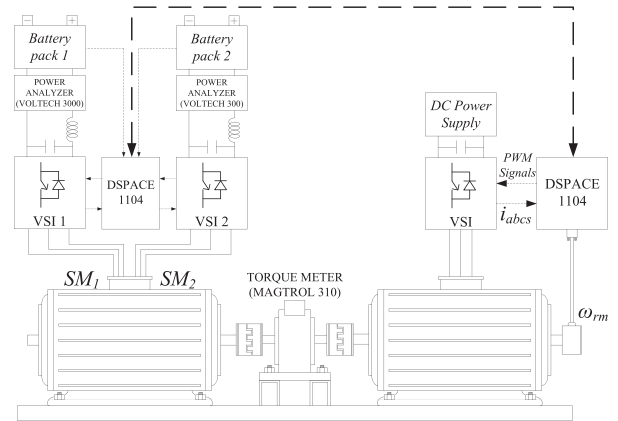 − +
− +
Battery
pack 1
Battery
pack 2
POWER
ANALYZER
(VOLTECH 3000)
POWER
ANALYZER
(VOLTECH 300)
DC Power
Supply
VSI 1
DSPACE
1104
VSI 2
VSI
PWM
Signals
i_abcs
DSPACE
1104
SM1
SM2
TORQUE METER
(MAGTROL 310)
ω_rm